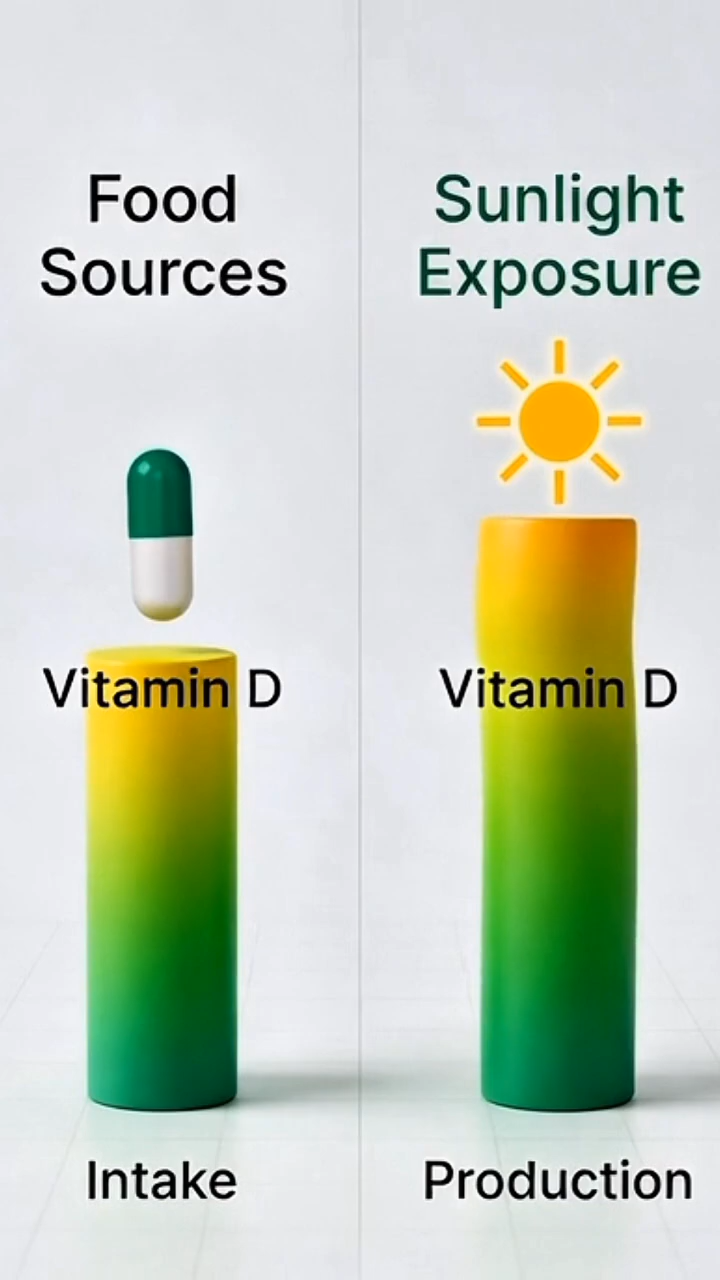 Food
Sources
Vitamin D
Intake
Sunlight
Exposure
Vitamin D
Production